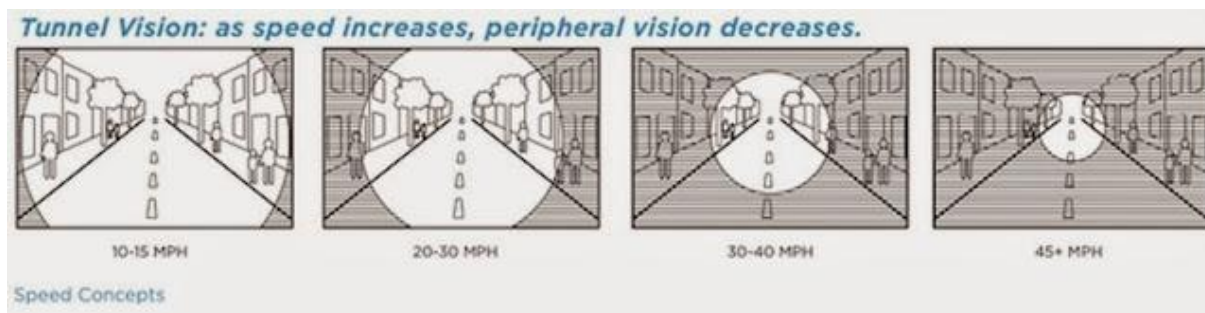 Tunnel Vision: as speed increases, peripheral vision decreases.
10-15 MPH
20-30 MPH
30-40 MPH
45+ MPH
Speed Concepts